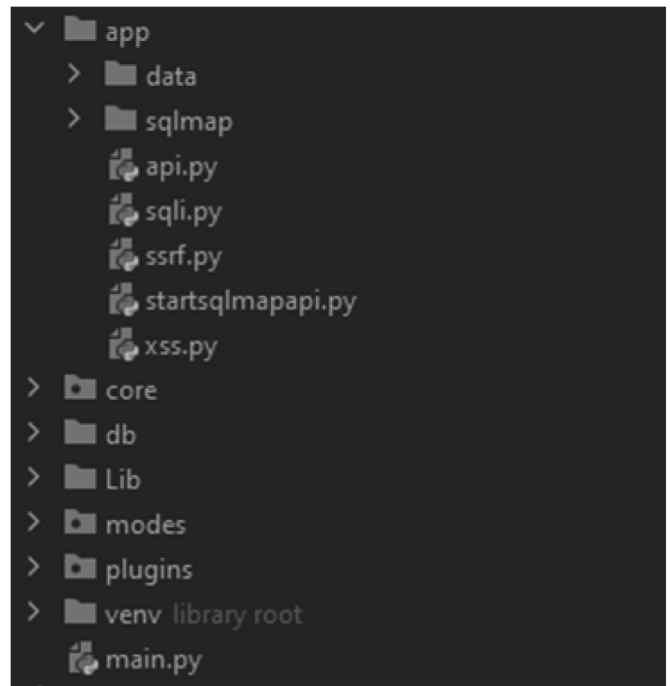 app
data
sqlmap
api.py
sqli.py
ssrf.py
startsqlmapapi.py
xss.py
core
db
Lib
modes
plugins
venv library root
main.py